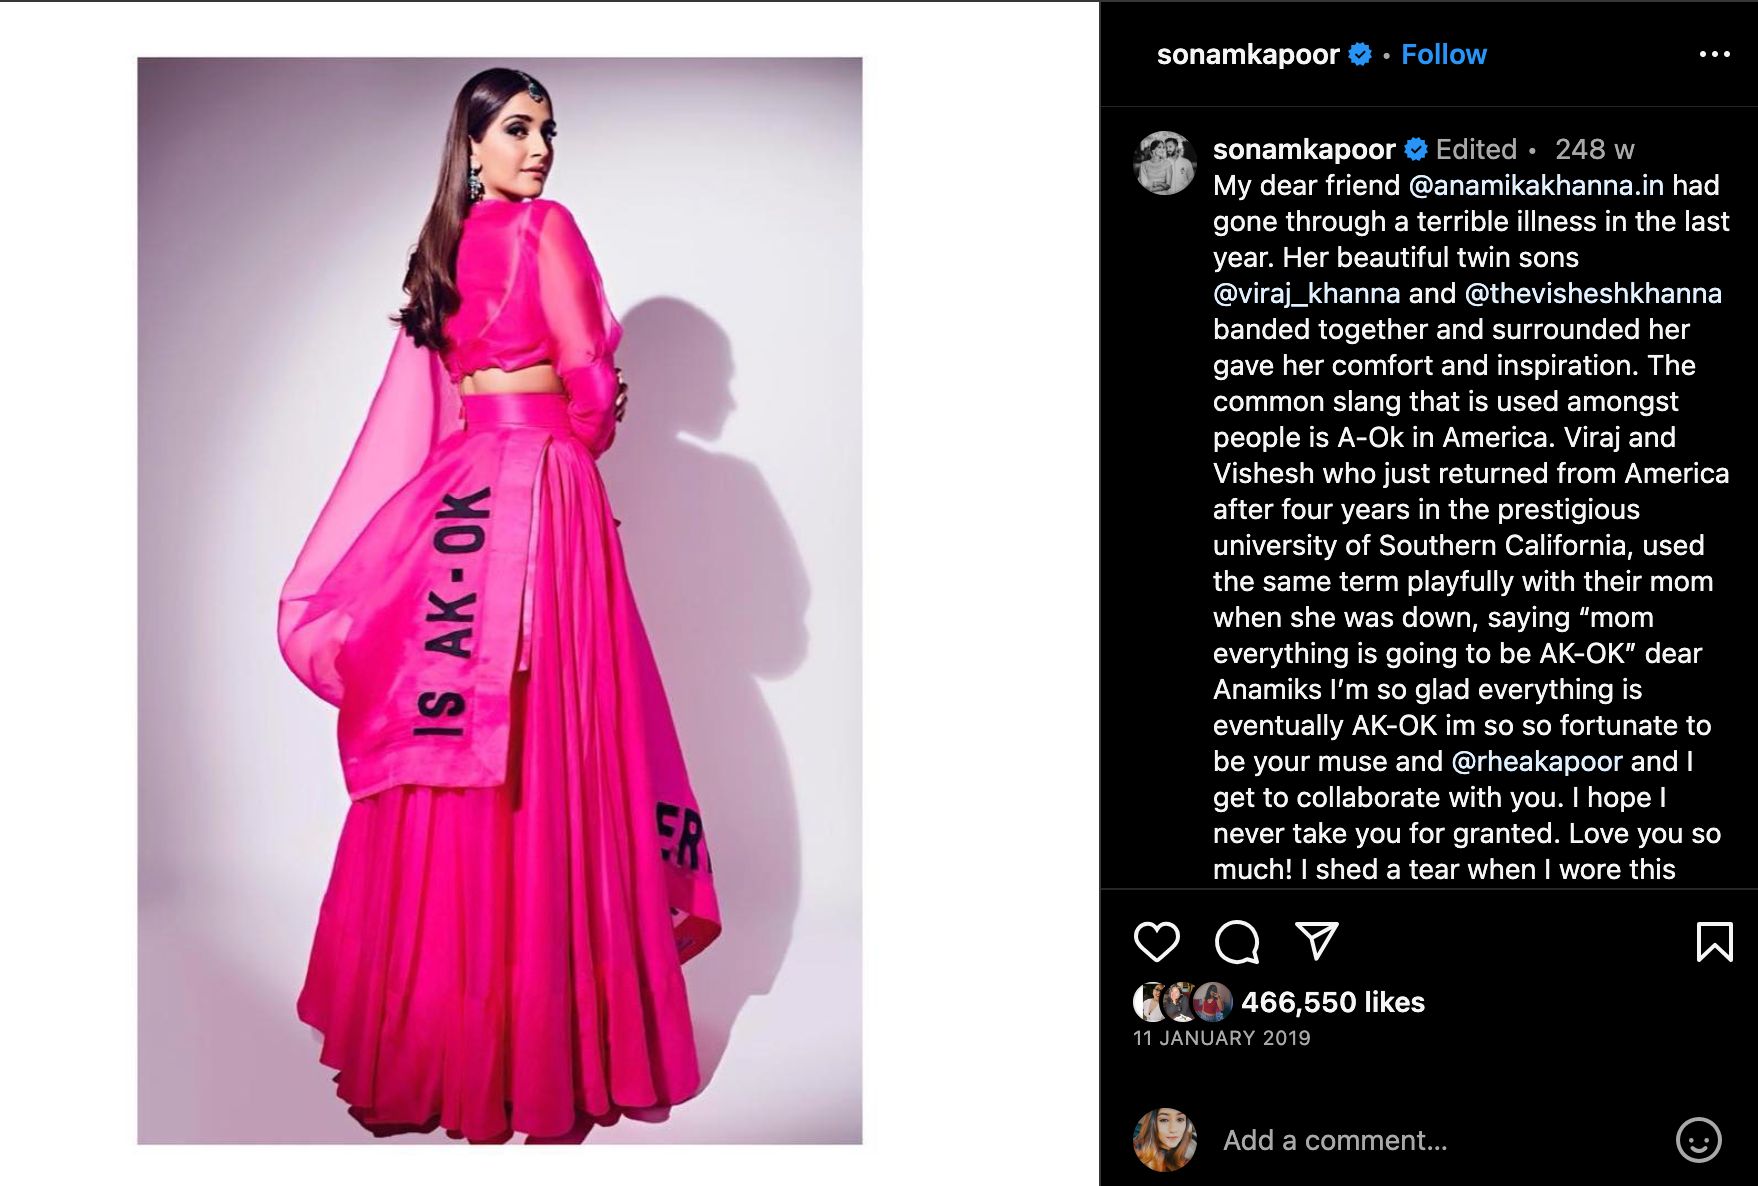 IS AK-OK
ER
sonamkapoor • Follow
sonamkapoor Edited • 248 w
My dear friend @anamikakhanna.in had
gone through a terrible illness in the last
year. Her beautiful twin sons
@viraj_khanna and @thevisheshkhanna
banded together and surrounded her
gave her comfort and inspiration. The
common slang that is used amongst
people is A-Ok in America. Viraj and
Vishesh who just returned from America
after four years in the prestigious
university of Southern California, used
the same term playfully with their mom
when she was down, saying “mom
everything is going to be AK-OK” dear
Anamiks I’m so glad everything is
eventually AK-OK im so so fortunate to
be your muse and @rheakapoor and I
get to collaborate with you. I hope I
never take you for granted. Love you so
much! I shed a tear when I wore this
466,550 likes
11 JANUARY 2019
Add a comment...